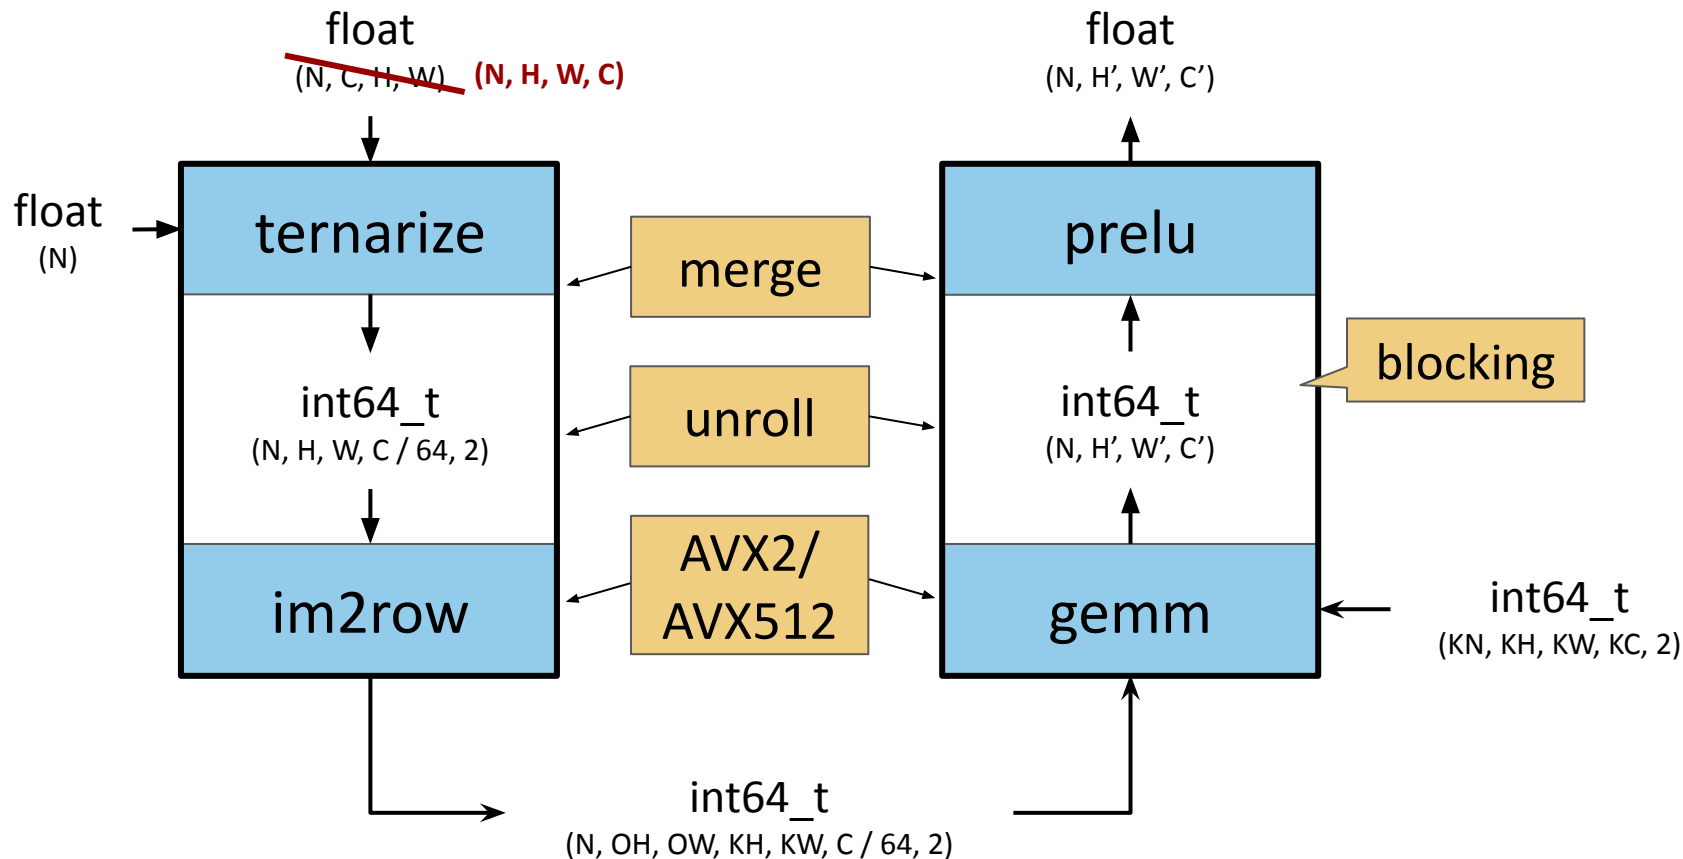 float
(N, C, H, W) (N, H, W, C)
float
(N)
ternarize
int64_t
(N, H, W, C / 64, 2)
im2row
merge
unroll
AVX2/
AVX512
float
(N, H’, W’, C’)
prelu
int64_t
(N, H’, W’, C’)
gemm
blocking
int64_t
(KN, KH, KW, KC, 2)
int64_t
(N, OH, OW, KH, KW, C / 64, 2)